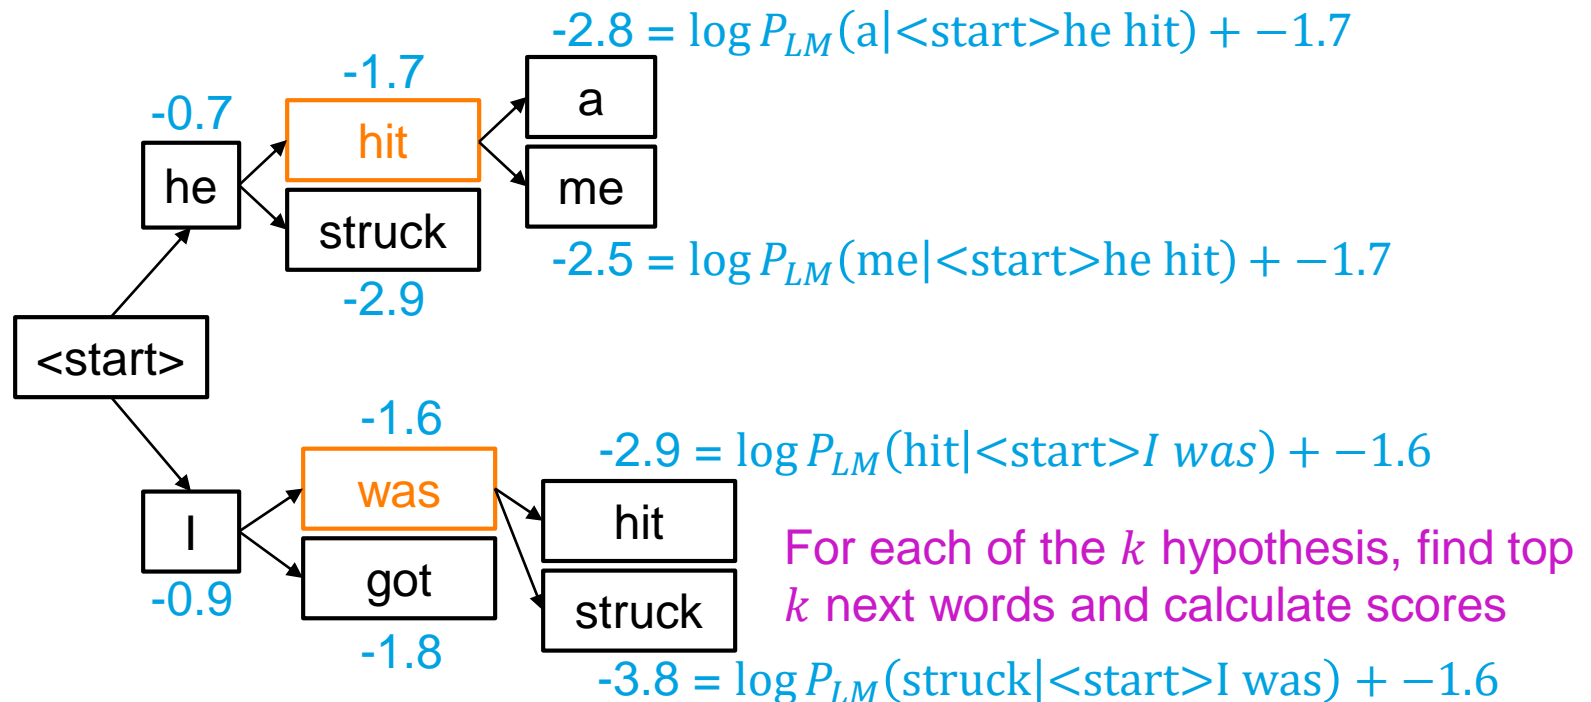 -2.8 = log P_LM(a|<start>he hit) + −1.7
-1.7
a
-0.7
hit
he
me
struck
-2.5 = log P_LM(me|<start>he hit) + −1.7
-2.9
<start>
-1.6
-2.9 = log P_LM(hit|<start>I was) + −1.6
was
hit
I
For each of the k hypothesis, find top
got
-0.9
struck
k next words and calculate scores
-1.8
-3.8 = log P_LM(struck|<start>I was) + −1.6